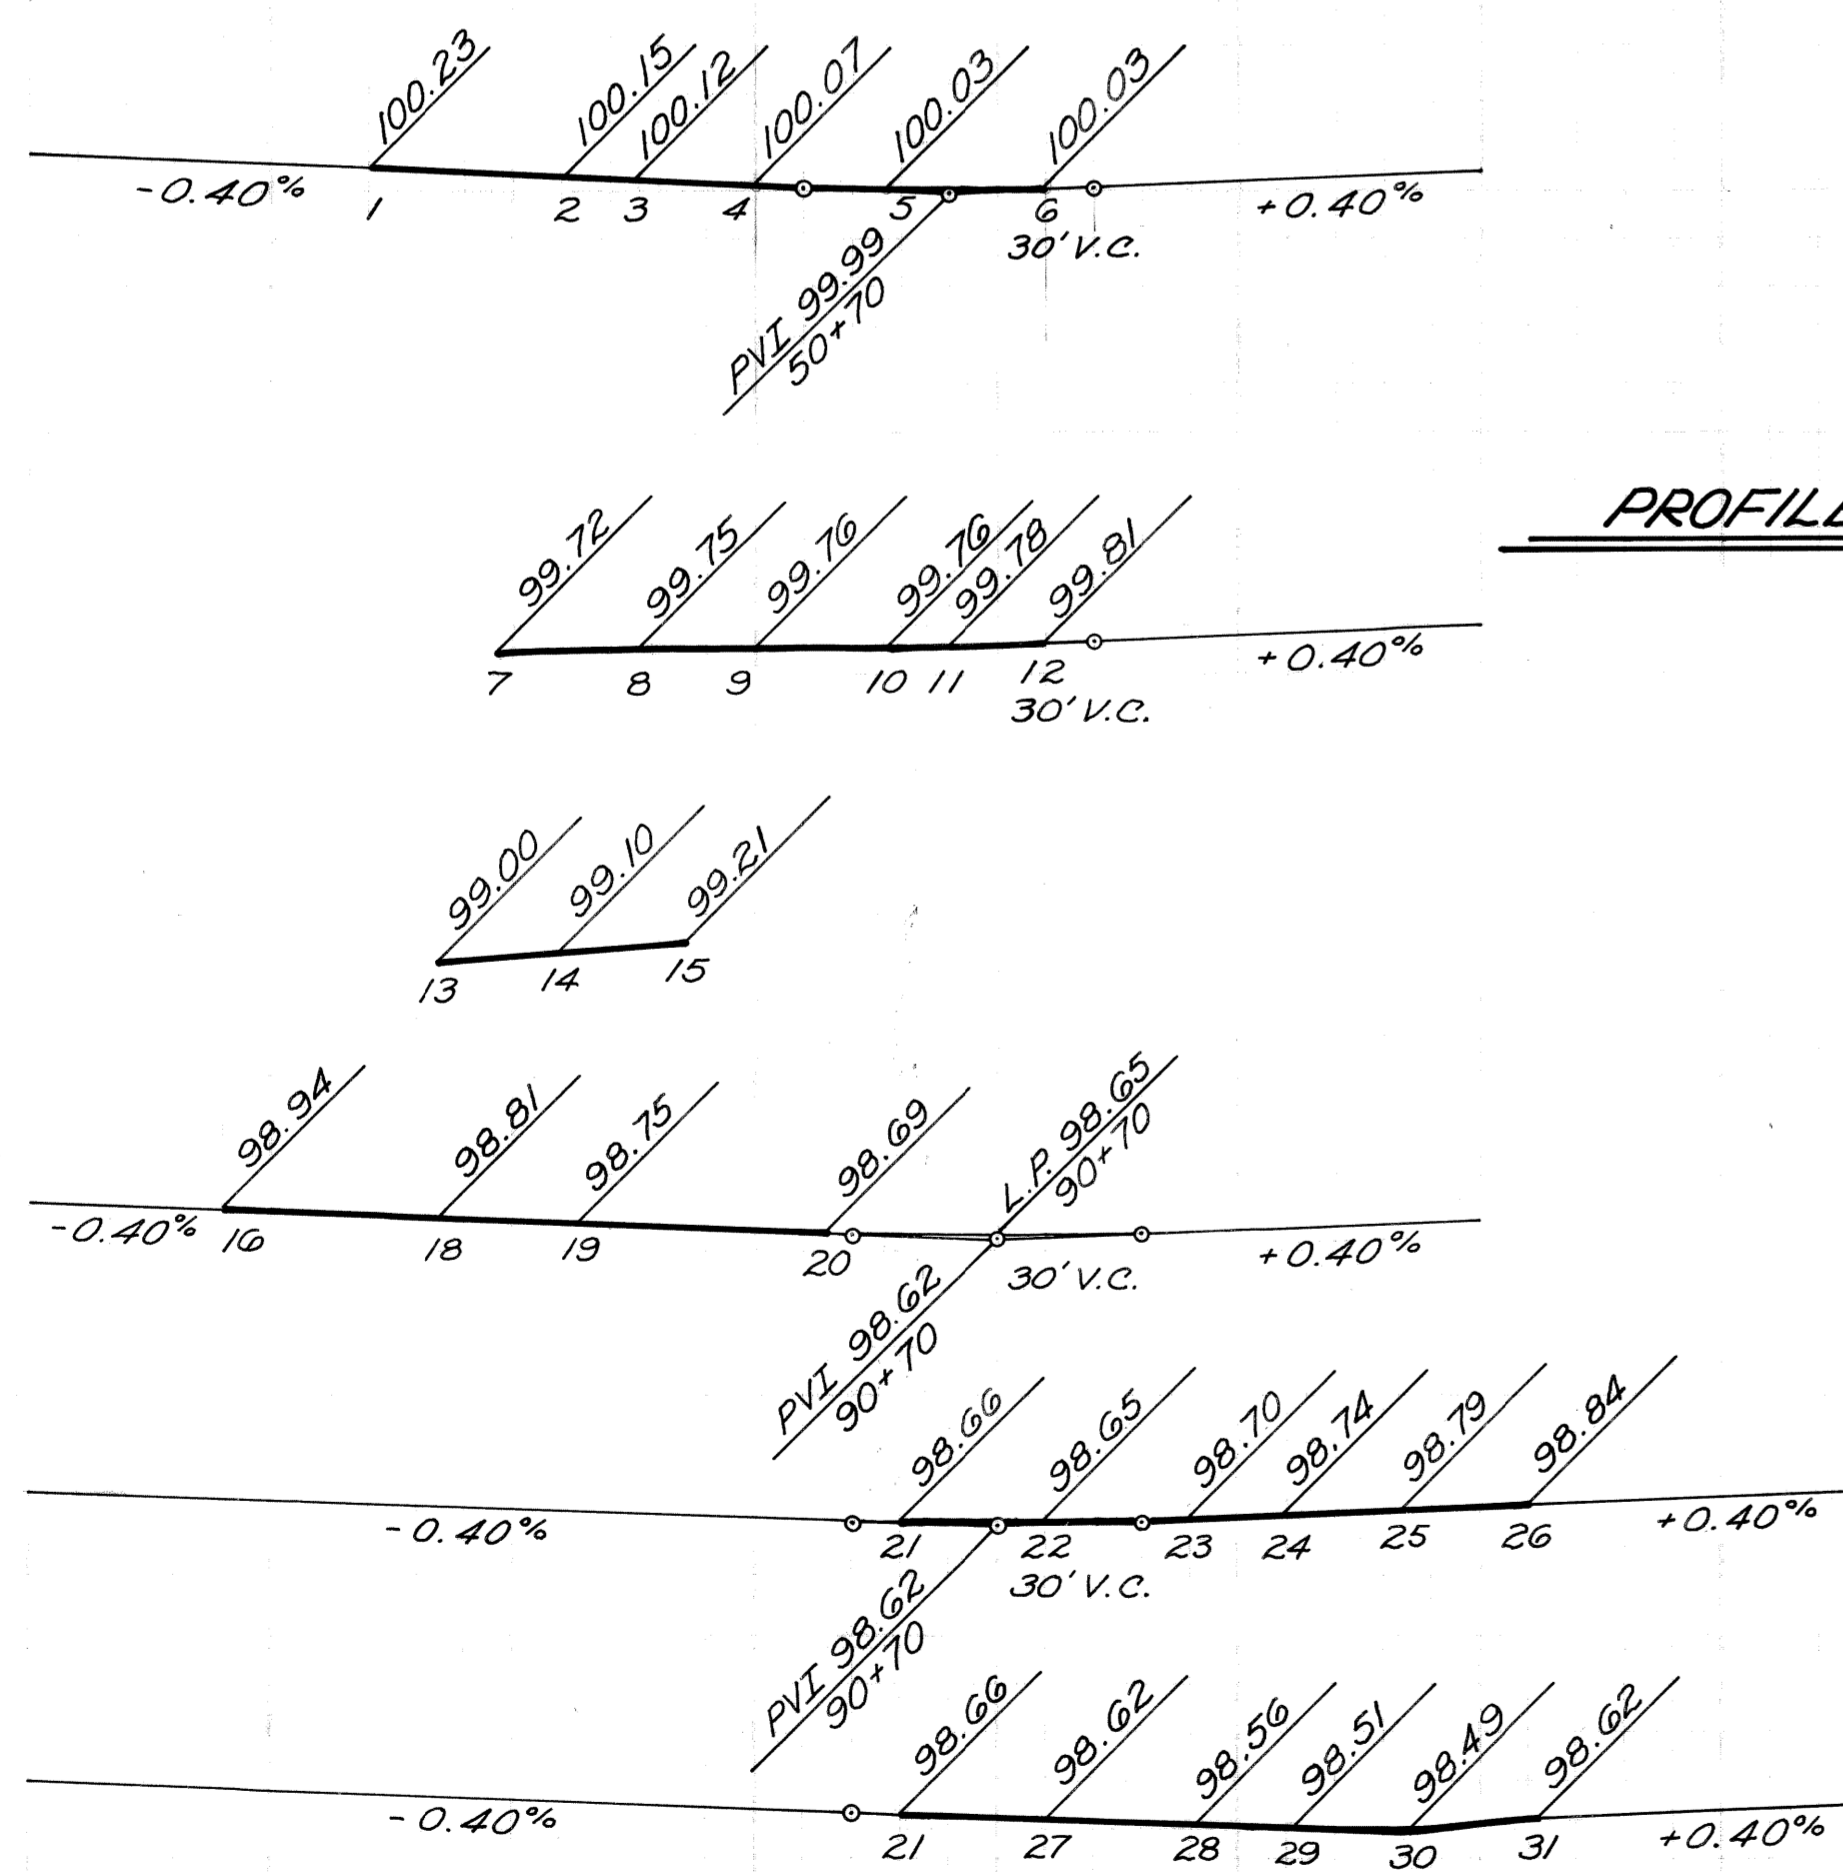 100.23 100.15 100.12 100.07 100.03 100.03
-0.40% 1 2 3 4 5 6 +0.40%
30' V.C.
PVI 99.99
50+70
PROFILE
99.72 99.75 99.76 99.76 99.78 99.81
7 8 9 10 11 12 +0.40%
30' V.C.
99.00 99.10 99.21
13 14 15
98.94 98.81 98.75 98.69 L.P. 98.65
90+70
-0.40% 16 18 19 20 +0.40%
30' V.C.
PVI 98.62
90+70
98.66 98.65 98.70 98.74 98.79 98.84
-0.40% 21 22 23 24 25 26 +0.40%
30' V.C.
PVI 98.62
90+70
98.66 98.62 98.56 98.51 98.49 98.62
-0.40% 21 27 28 29 30 31 +0.40%